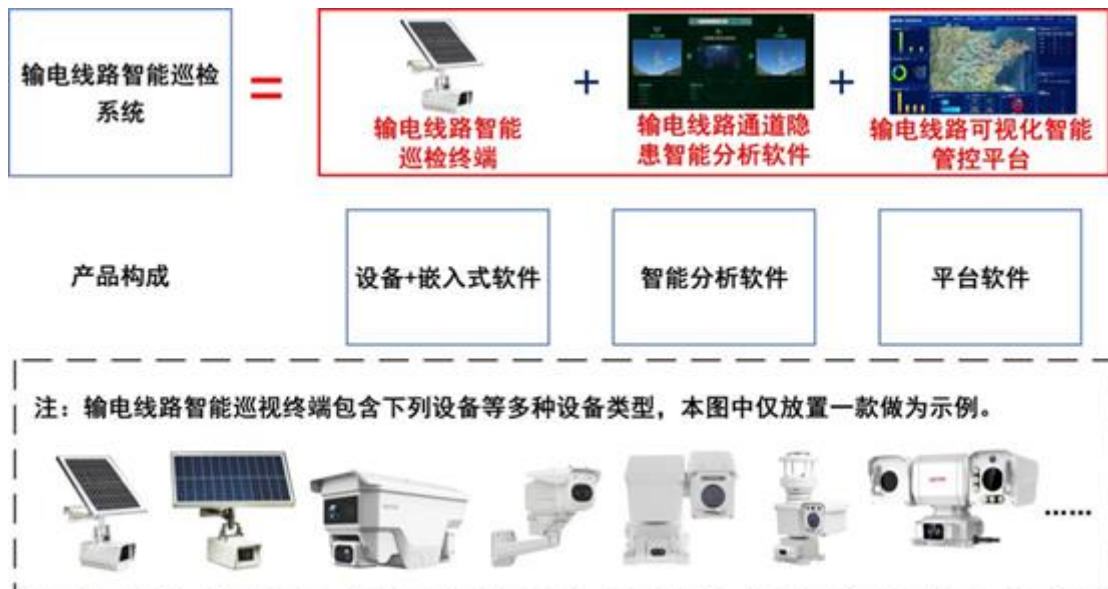 输电线路智能巡检
系统
=
输电线路智能
巡检终端
+
输电线路通道隐
患智能分析软件
+
输电线路可视化智能
管控平台
产品构成
设备+嵌入式软件
智能分析软件
平台软件
注：输电线路智能巡视终端包含下列设备等多种设备类型，本图中仅放置一款做为示例。
……